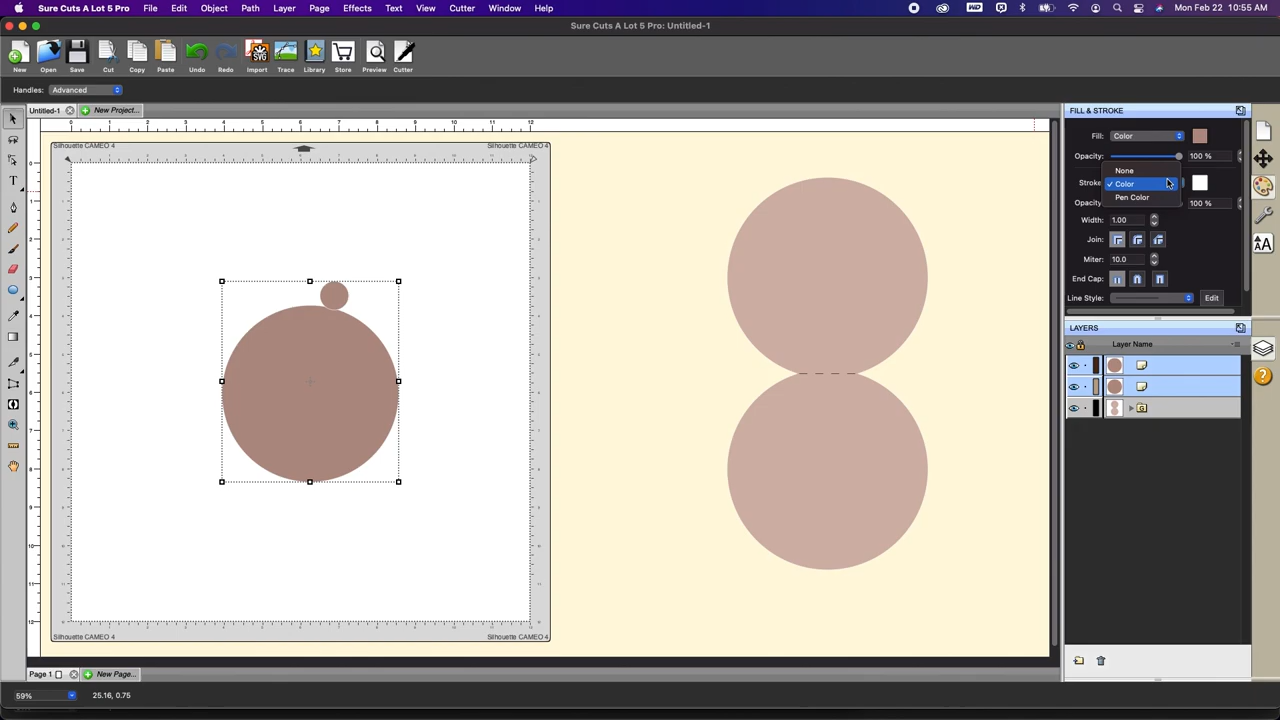 Sure Cuts A Lot 5 Pro File Edit Object Path Layer Page Effects Text View Cutter Window Help Mon Feb 22 10:55 AM
Sure Cuts A Lot 5 Pro: Untitled-1
New Open Save Cut Copy Paste Undo Redo Import Trace Library Store Preview Cutter
Handles: Advanced
Untitled-1 New Project...
FILL & STROKE
Silhouette CAMEO 4 Silhouette CAMEO 4
Fill: Color
Opacity: 100 %
None
Stroke ✓ Color
Pen Color
Opacity 100 %
Width: 1.00
Join:
Miter: 10.0
End Cap:
Line Style: Edit
LAYERS
Layer Name
Silhouette CAMEO 4 Silhouette CAMEO 4
Page 1 New Page...
59% 25.16, 0.75